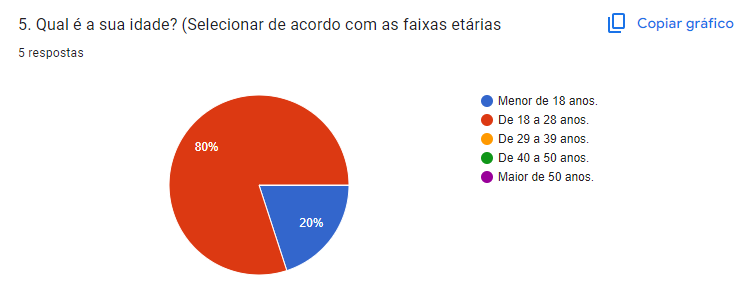 5. Qual é a sua idade? (Selecionar de acordo com as faixas etárias
Copiar gráfico
5 respostas
80%
20%
Menor de 18 anos.
De 18 a 28 anos.
De 29 a 39 anos.
De 40 a 50 anos.
Maior de 50 anos.